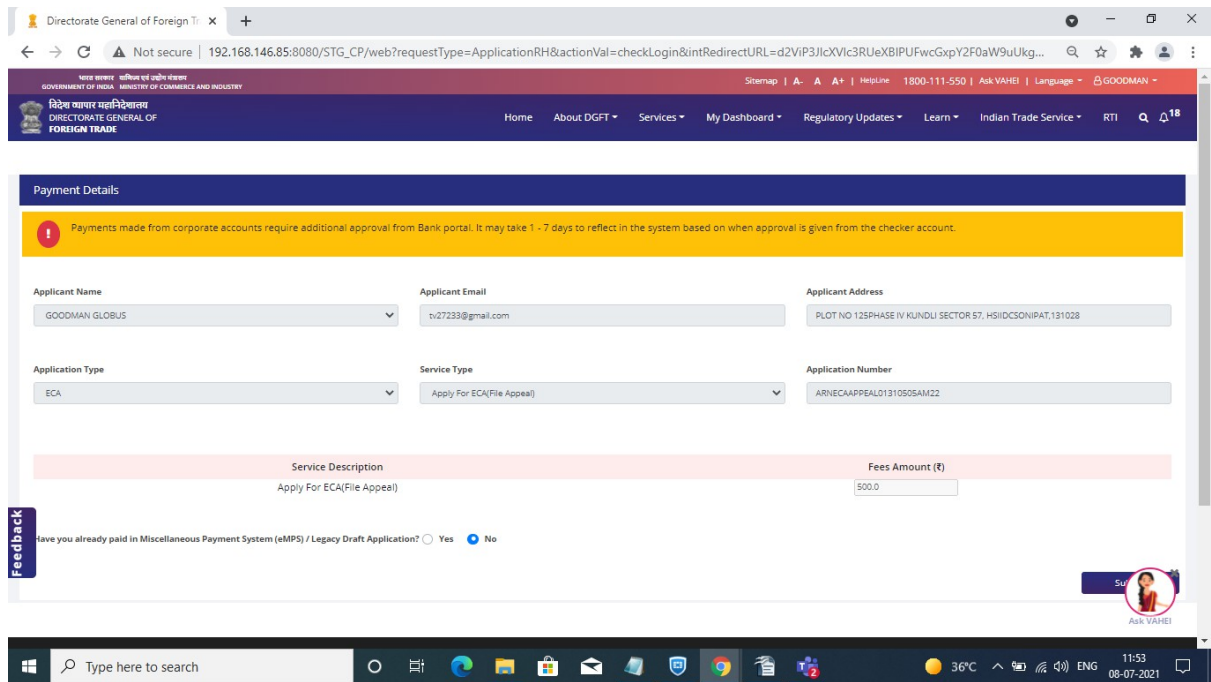 Directorate General of Foreign Tr
Not secure | 192.168.146.85:8080/STG_CP/web?requestType=ApplicationRH&actionVal=checkLogin&intRedirectURL=d2ViP3JlcXVlc3RUeXBlPUFwcGxpY2F0aW9uUkg...
भारत सरकार वाणिज्य एवं उद्योग मंत्रालय
GOVERNMENT OF INDIA MINISTRY OF COMMERCE AND INDUSTRY
Sitemap | A- A A+ | HelpLine 1800-111-550 | Ask VAHEI | Language GOODMAN
विदेश व्यापार महानिदेशालय
DIRECTORATE GENERAL OF
FOREIGN TRADE
Home About DGFT Services My Dashboard Regulatory Updates Learn Indian Trade Service RTI 18
Payment Details
! Payments made from corporate accounts require additional approval from Bank portal. It may take 1 - 7 days to reflect in the system based on when approval is given from the checker account.
Applicant Name Applicant Email Applicant Address
GOODMAN GLOBUS tv27233@gmail.com PLOT NO 125PHASE IV KUNDLI SECTOR 57, HSIIDCSONIPAT,131028
Application Type Service Type Application Number
ECA Apply For ECA(File Appeal) ARNECAAPPEAL01310505AM22
Service Description Fees Amount (₹)
Apply For ECA(File Appeal) 500.0
Have you already paid in Miscellaneous Payment System (eMPS) / Legacy Draft Application? Yes No
Feedback
Ask VAHEI
Type here to search 36°C ENG 11:53
08-07-2021